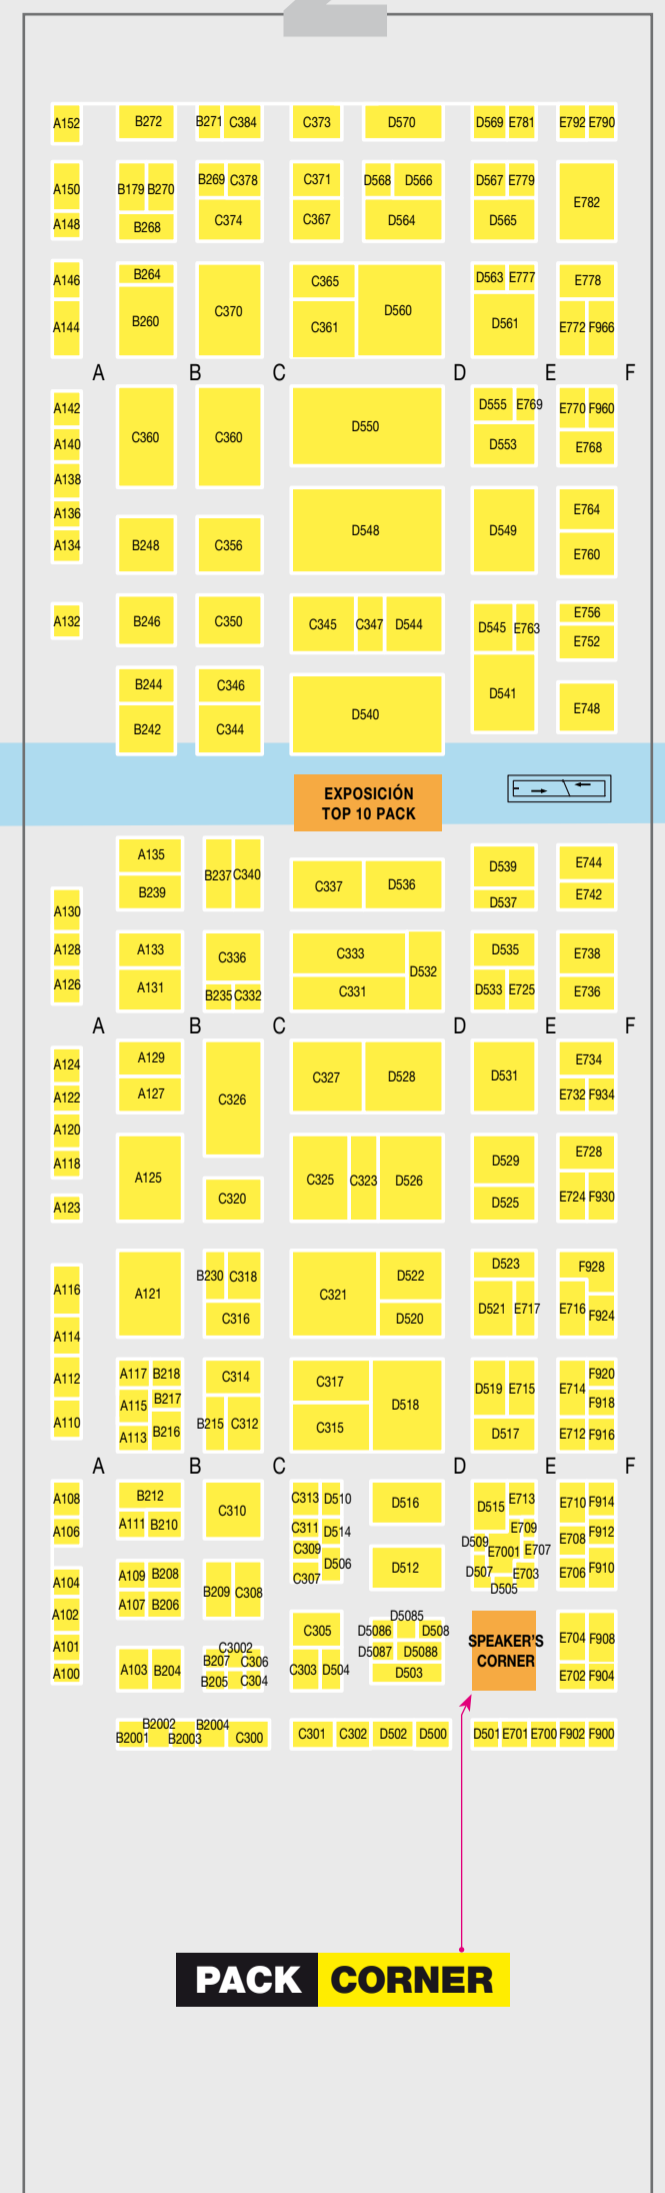 2
A152 B272 B271 C384 C373 D570 D569 E781 E792 E790
A150 B179 B270 B269 C378 C371 D568 D566 D567 E779 E782
A148 B268 C374 C367 D564 D565
A146 B264 C370 C365 D560 D563 E777 E778
A144 B260 C361 D561 E772 F966
A B C D E F
A142 C360 C360 D550 D555 E769 E770 F960
A140 D553 E768
A138
A136 D548 D549 E764
A134 B248 C356 E760
A132 B246 C350 C345 C347 D544 D545 E763 E756
E752
B244 C346 D540 D541 E748
B242 C344
EXPOSICIÓN
TOP 10 PACK
A135 B237 C340 C337 D536 D539 E744
A130 B239 D537 E742
A128 A133 C336 C333 D532 D535 E738
A126 A131 B235 C332 C331 D533 E725 E736
A B C D E F
A124 A129 C326 C327 D528 D531 E734
A122 A127 E732 F934
A120
A118 A125 C325 C323 D526 D529 E728
A123 C320 D525 E724 F930
A116 A121 B230 C318 C321 D522 D523 F928
A114 C316 D520 D521 E717 E716 F924
A112 A117 B218 C314 C317 D518 D519 E715 E714 F920
A115 B217 F918
A110 A113 B216 B215 C312 C315 D517 E712 F916
A B C D E F
A108 B212 C310 C313 D510 D516 D515 E713 E710 F914
A106 A111 B210 C311 D514 E709 E708 F912
C309 D506 D509 E7001 E707
A104 A109 B208 B209 C308 C307 D512 D507 E703 E706 F910
A102 A107 B206 D505
D5085
C305 D5086 D508 SPEAKER'S E704 F908
A101 C3002 D5087 D5088 CORNER
A100 A103 B204 B207 C306 C303 D504 D503 E702 F904
B205 C304
B2001 B2002 B2003 B2004 C300 C301 C302 D502 D500 D501 E701 E700 F902 F900
PACK CORNER